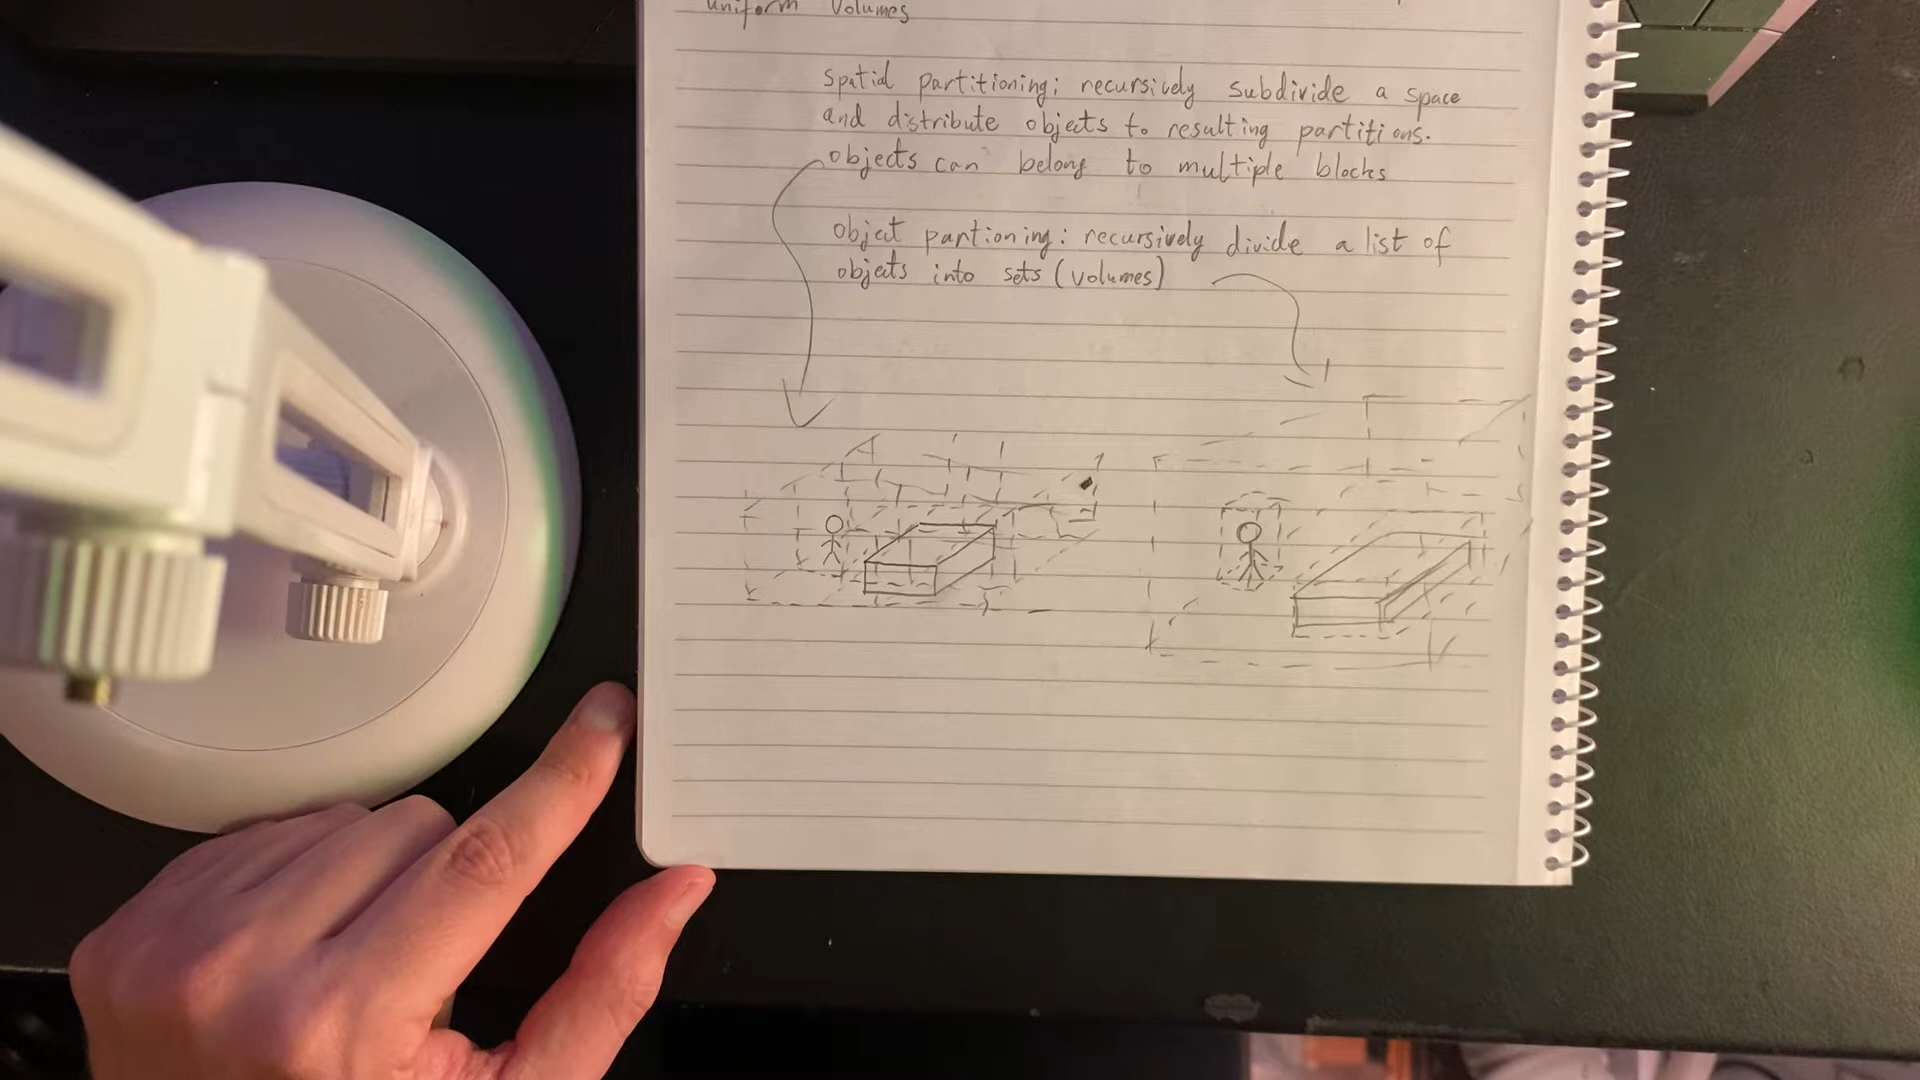 uniform volumes
spatial partitioning: recursively subdivide a space
and distribute objects to resulting partitions.
objects can belong to multiple blocks
object partioning: recursively divide a list of
objects into sets (volumes)